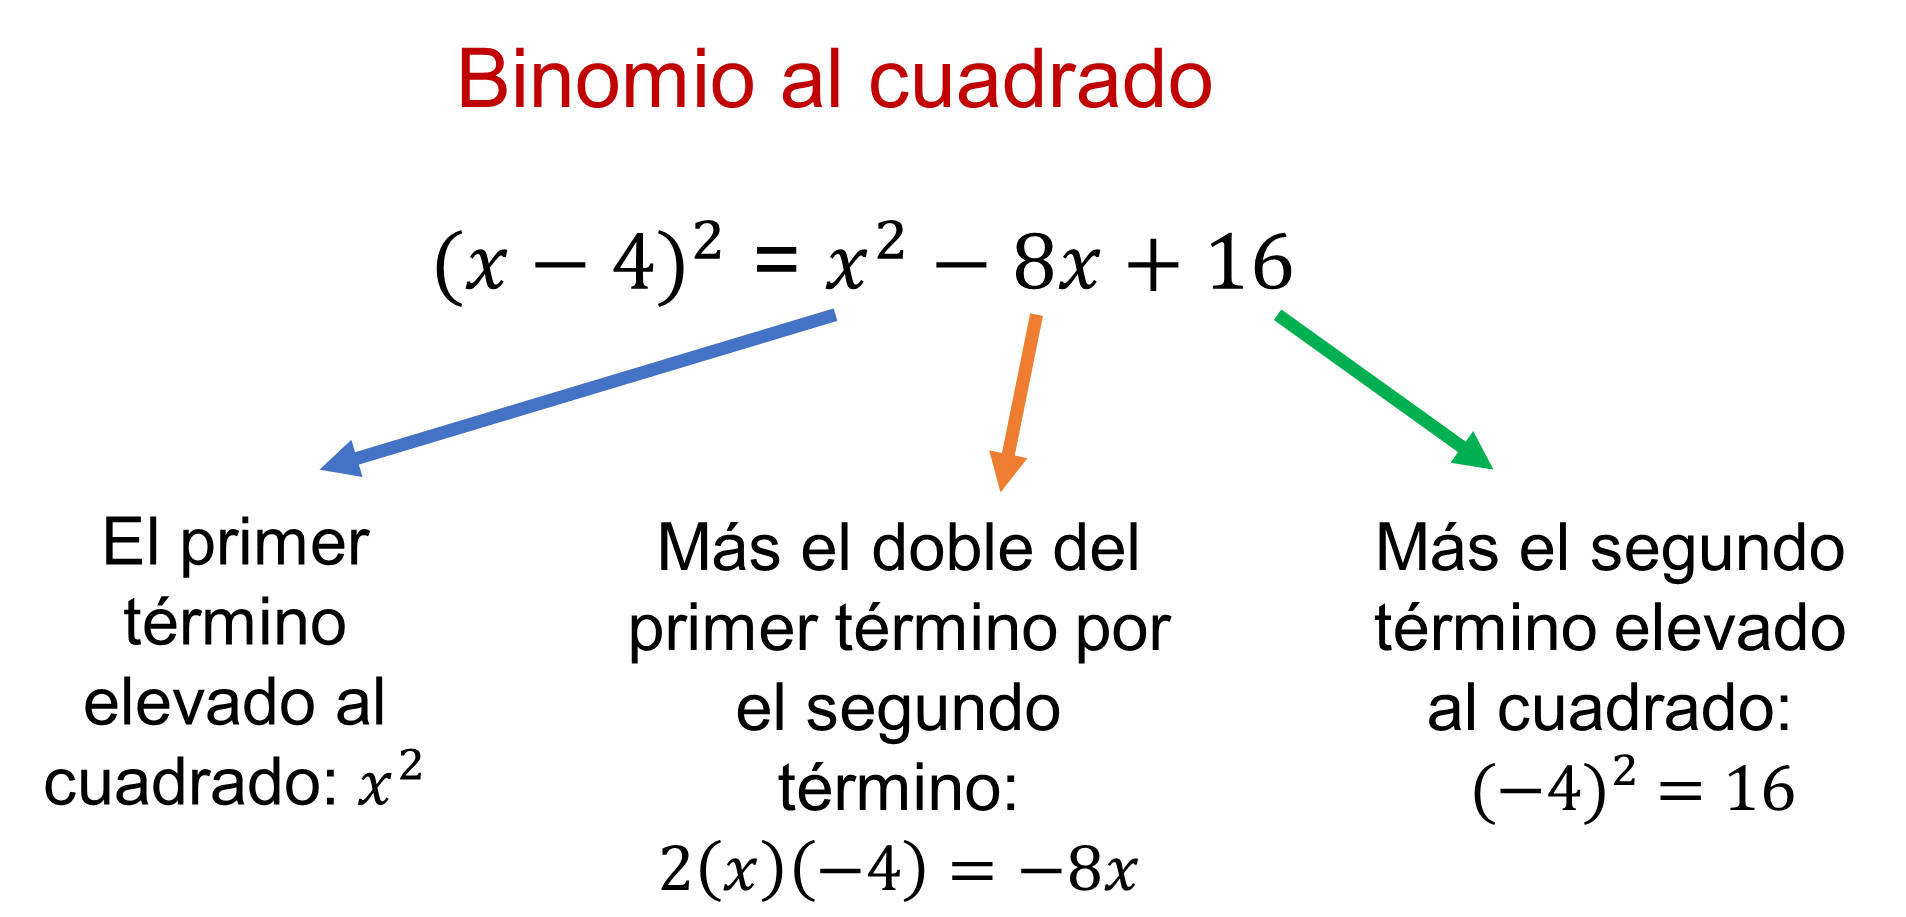 Binomio al cuadrado
(x − 4)² = x² − 8x + 16
El primer
término
elevado al
cuadrado: x²
Más el doble del
primer término por
el segundo
término:
2(x)(−4) = −8x
Más el segundo
término elevado
al cuadrado:
(−4)² = 16